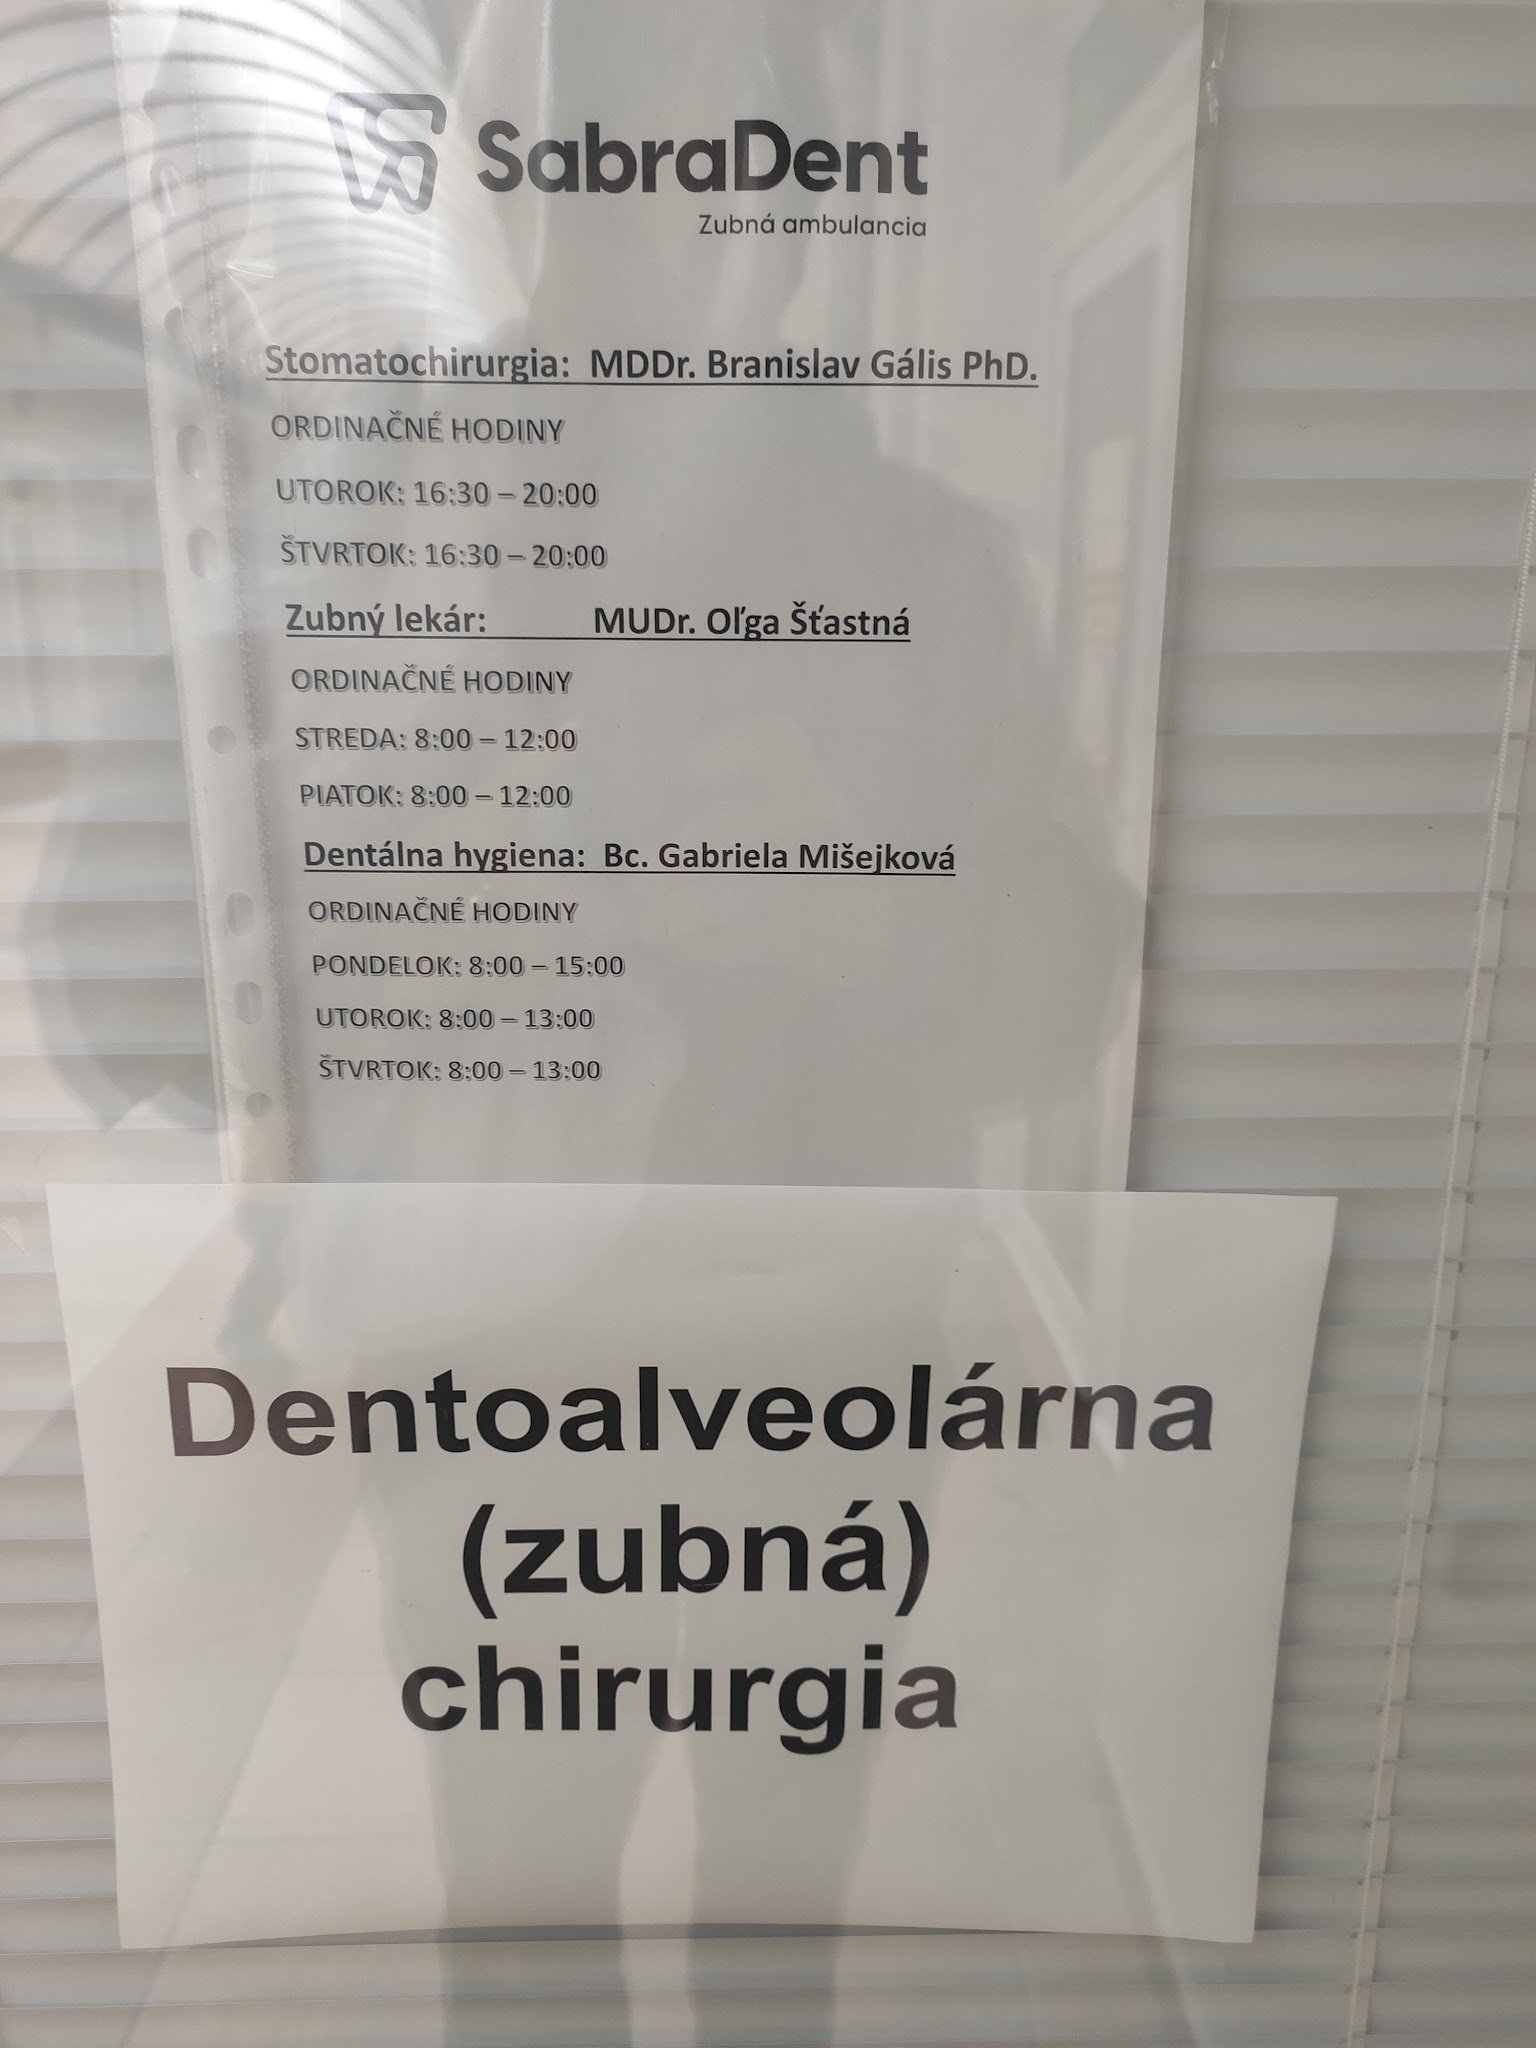 SabraDent
Zubná ambulancia
Stomatochirurgia: MDDr. Branislav Gális PhD.
ORDINAČNÉ HODINY
UTOROK: 16:30 – 20:00
ŠTVRTOK: 16:30 – 20:00
Zubný lekár: MUDr. Oľga Šťastná
ORDINAČNÉ HODINY
STREDA: 8:00 – 12:00
PIATOK: 8:00 – 12:00
Dentálna hygiena: Bc. Gabriela Mišejková
ORDINAČNÉ HODINY
PONDELOK: 8:00 – 15:00
UTOROK: 8:00 – 13:00
ŠTVRTOK: 8:00 – 13:00
Dentoalveolárna
(zubná)
chirurgia